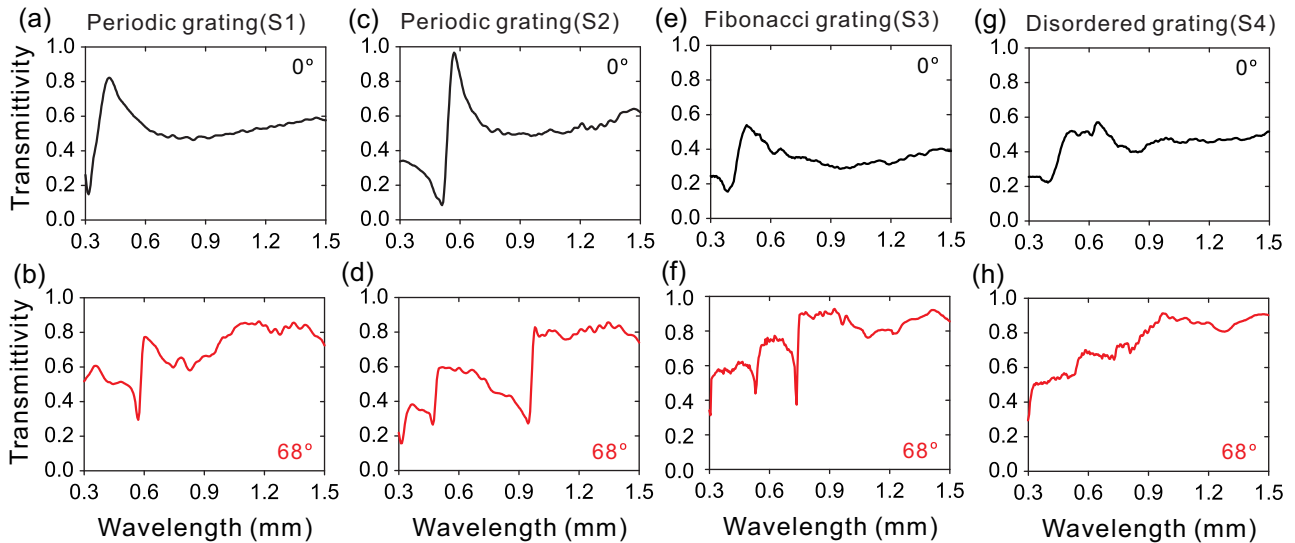 (a) Periodic grating(S1)
(c) Periodic grating(S2)
(e) Fibonacci grating(S3)
(g) Disordered grating(S4)
Transmittivity
1.0
0.8
0.6
0.4
0.2
0.0
0°
0.3 0.6 0.9 1.2 1.5
1.0
0.8
0.6
0.4
0.2
0.0
0°
0.3 0.6 0.9 1.2 1.5
1.0
0.8
0.6
0.4
0.2
0.0
0°
0.3 0.6 0.9 1.2 1.5
1.0
0.8
0.6
0.4
0.2
0.0
0°
0.3 0.6 0.9 1.2 1.5
(b)
Transmittivity
1.0
0.8
0.6
0.4
0.2
0.0
68°
0.3 0.6 0.9 1.2 1.5
Wavelength (mm)
(d)
1.0
0.8
0.6
0.4
0.2
0.0
68°
0.3 0.6 0.9 1.2 1.5
Wavelength (mm)
(f)
1.0
0.8
0.6
0.4
0.2
0.0
68°
0.3 0.6 0.9 1.2 1.5
Wavelength (mm)
(h)
1.0
0.8
0.6
0.4
0.2
0.0
68°
0.3 0.6 0.9 1.2 1.5
Wavelength (mm)